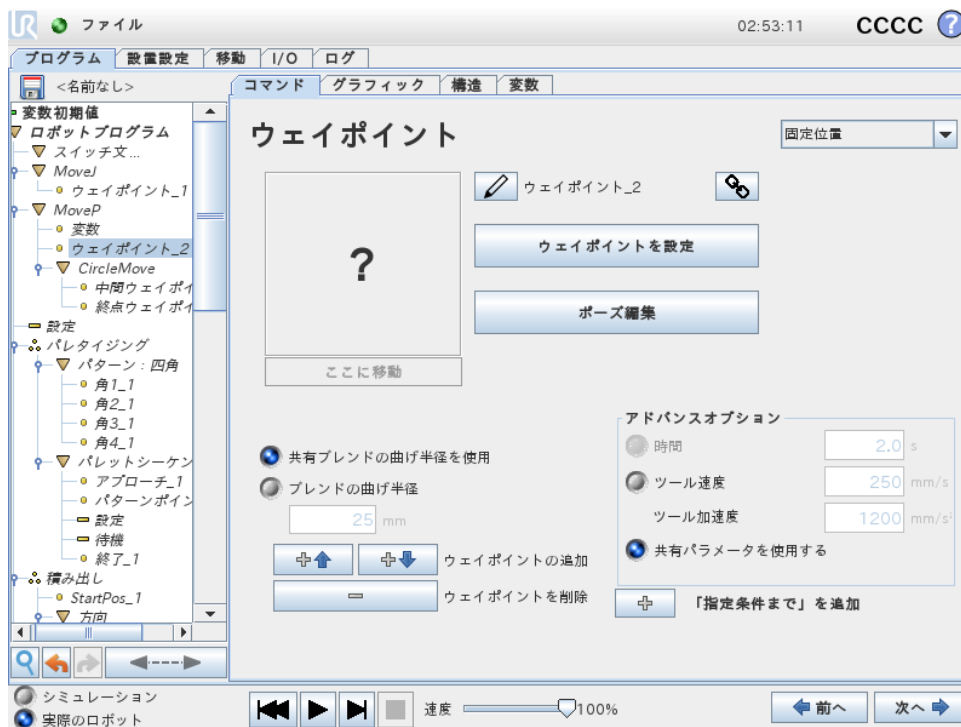 UR ファイル 02:53:11 CCCC ?
プログラム 設置設定 移動 I/O ログ
<名前なし>
コマンド グラフィック 構造 変数
変数初期値
ロボットプログラム
スイッチ文...
MoveJ
ウェイポイント_1
MoveP
変数
ウェイポイント_2
CircleMove
中間ウェイポイ
終点ウェイポイ
設定
パレタイジング
パターン：四角
角1_1
角2_1
角3_1
角4_1
パレットシーケン
アプローチ_1
パターンポイン
設定
待機
終了_1
積み出し
StartPos_1
方向
ウェイポイント
固定位置
?
ここに移動
ウェイポイント_2
ウェイポイントを設定
ポーズ編集
共有ブレンドの曲げ半径を使用
ブレンドの曲げ半径
25 mm
ウェイポイントの追加
ウェイポイントを削除
アドバンスオプション
時間 2.0 s
ツール速度 250 mm/s
ツール加速度 1200 mm/s²
共有パラメータを使用する
「指定条件まで」を追加
シミュレーション
実際のロボット
速度 100%
前へ 次へ